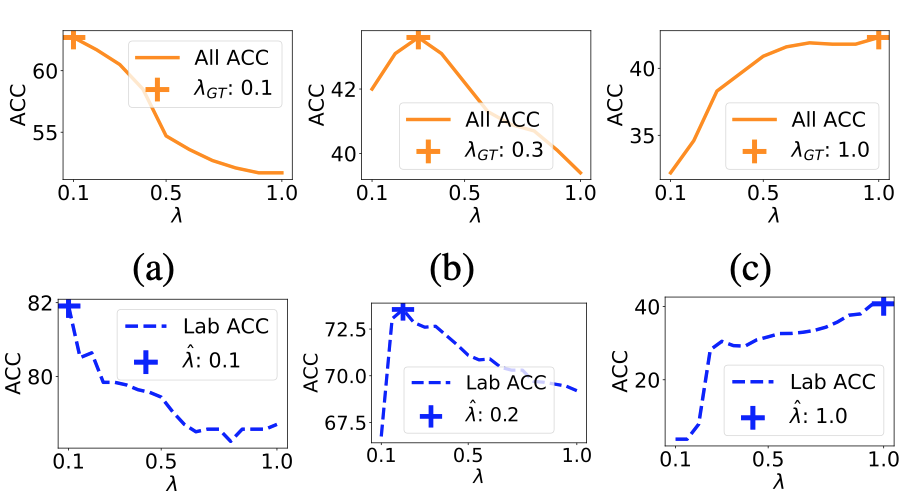 60
55
ACC
All ACC
λ_GT: 0.1
0.1 0.5 1.0
λ
42
40
ACC
All ACC
λ_GT: 0.3
0.1 0.5 1.0
λ
40
35
ACC
All ACC
λ_GT: 1.0
0.1 0.5 1.0
λ
(a) (b) (c)
82
80
ACC
Lab ACC
λ̂: 0.1
0.1 0.5 1.0
λ
72.5
70.0
67.5
ACC
Lab ACC
λ̂: 0.2
0.1 0.5 1.0
λ
40
20
ACC
Lab ACC
λ̂: 1.0
0.1 0.5 1.0
λ